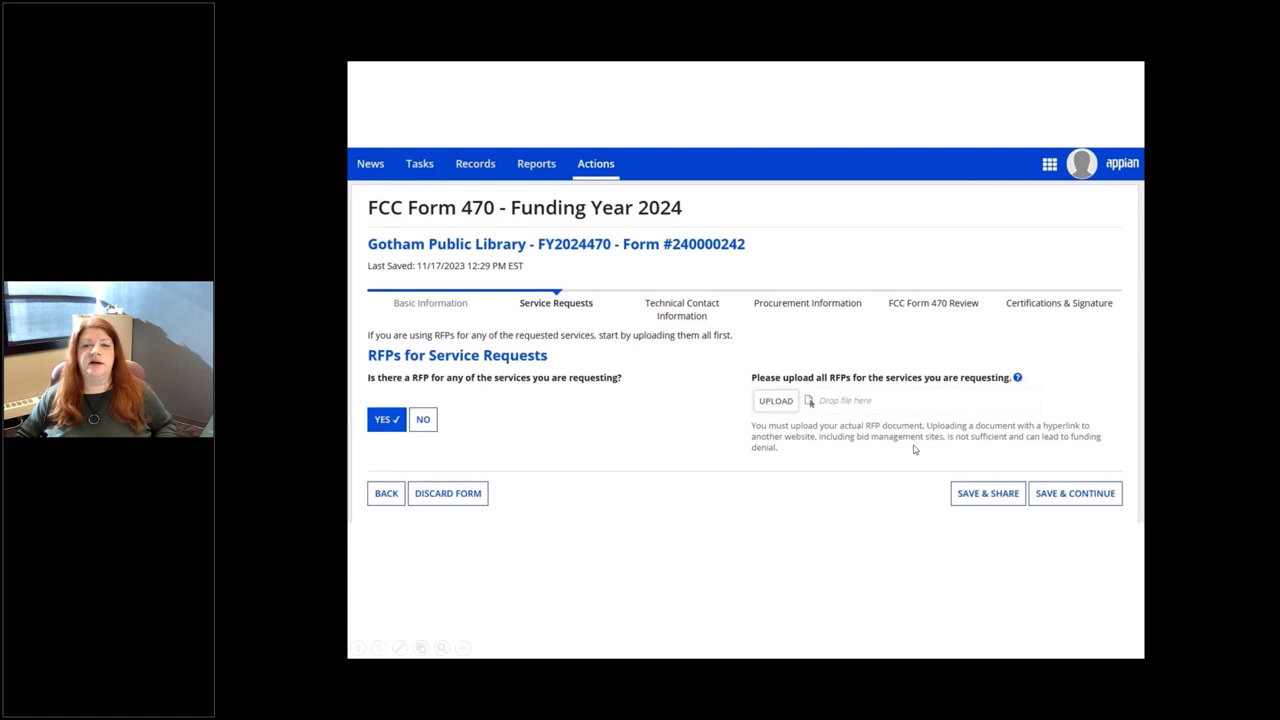 News Tasks Records Reports Actions appian
FCC Form 470 - Funding Year 2024
Gotham Public Library - FY2024470 - Form #240000242
Last Saved: 11/17/2023 12:29 PM EST
Basic Information Service Requests Technical Contact Procurement Information FCC Form 470 Review Certifications & Signature
Information
If you are using RFPs for any of the requested services, start by uploading them all first.
RFPs for Service Requests
Is there a RFP for any of the services you are requesting?
YES ✓ NO
Please upload all RFPs for the services you are requesting. ?
UPLOAD Drop file here
You must upload your actual RFP document. Uploading a document with a hyperlink to
another website, including bid management sites, is not sufficient and can lead to funding
denial.
BACK DISCARD FORM SAVE & SHARE SAVE & CONTINUE